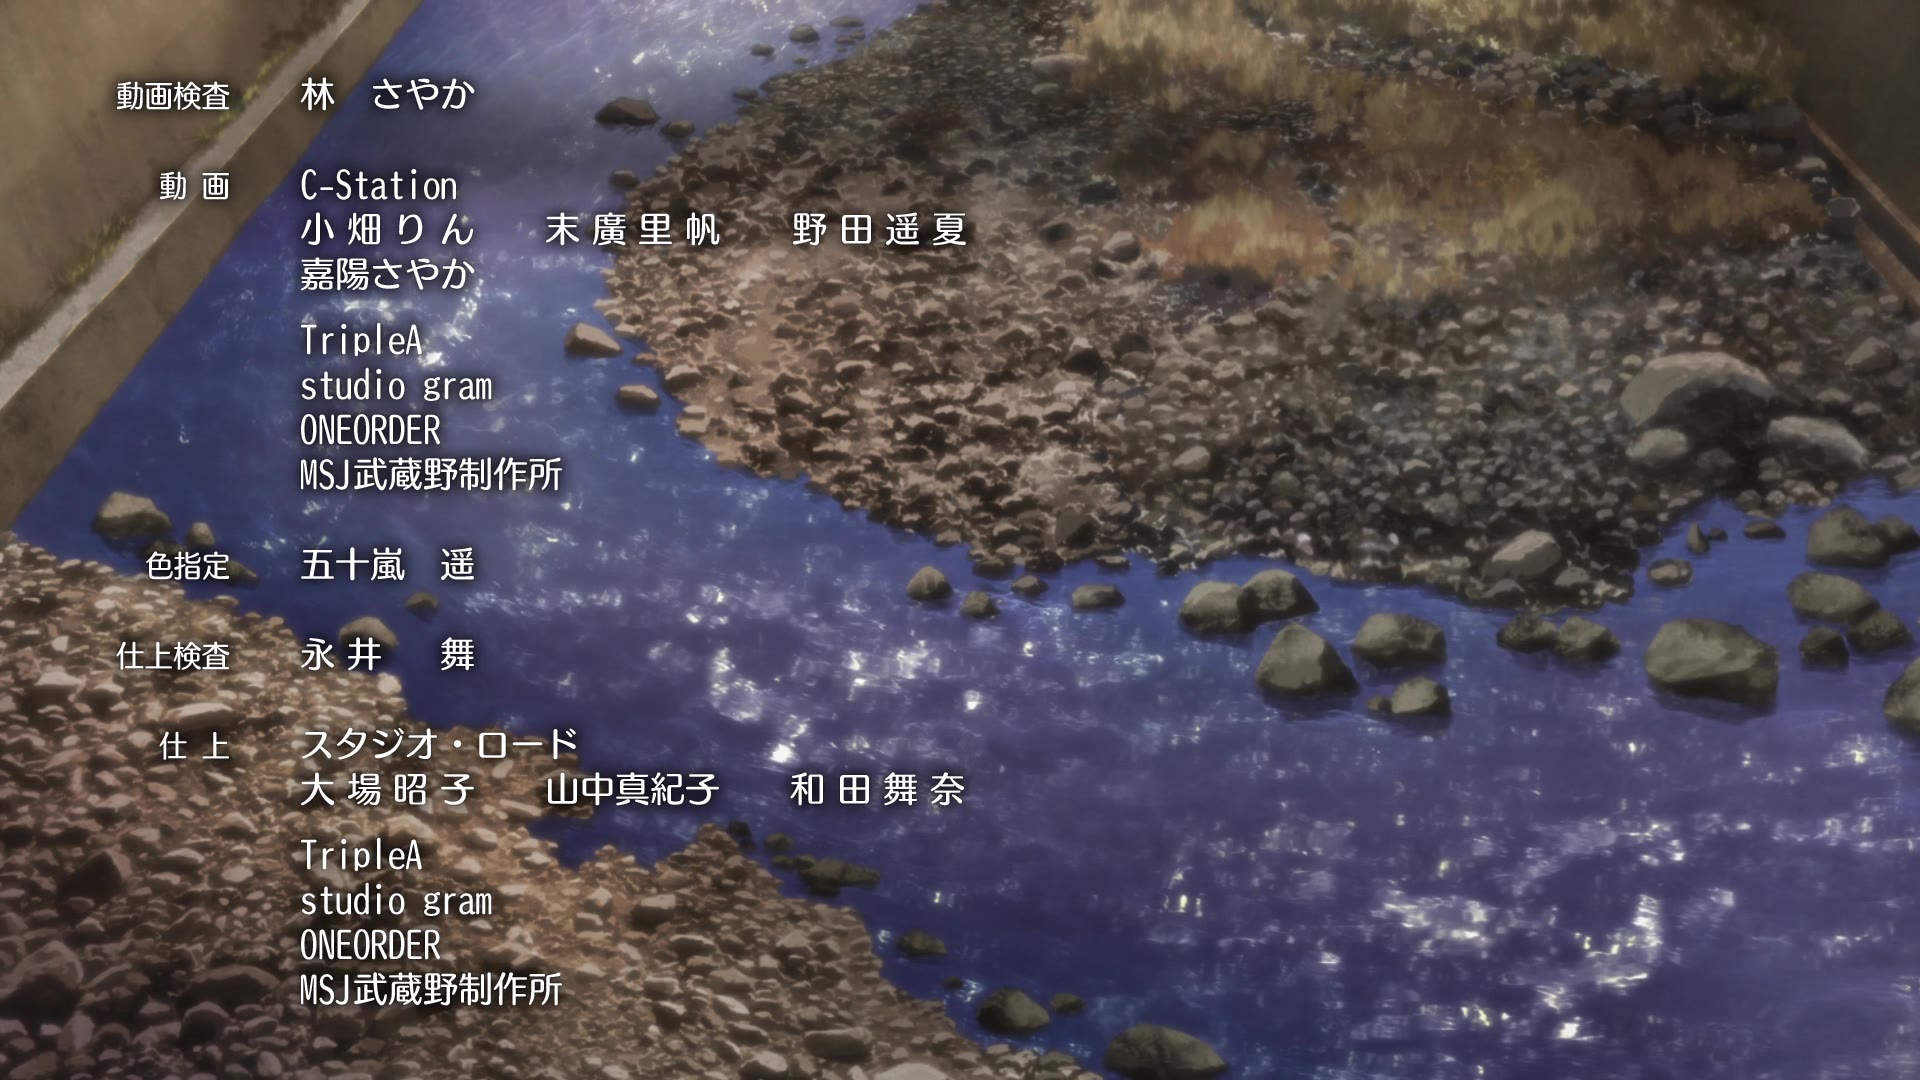 動画検査 林 さやか
動画 C-Station
小畑りん 末廣里帆 野田遥夏
嘉陽さやか
TripleA
studio gram
ONEORDER
MSJ武蔵野制作所
色指定 五十嵐 遥
仕上検査 永井 舞
仕上 スタジオ・ロード
大場昭子 山中真紀子 和田舞奈
TripleA
studio gram
ONEORDER
MSJ武蔵野制作所